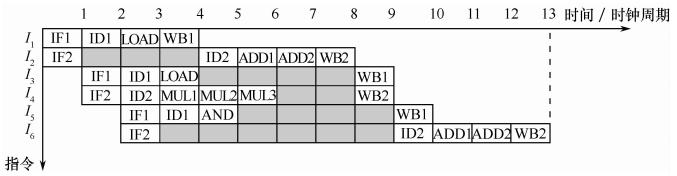 1 2 3 4 5 6 7 8 9 10 11 12 13 时间 / 时钟周期
I1 IF1 ID1 LOAD WB1
I2 IF2 ID2 ADD1 ADD2 WB2
I3 IF1 ID1 LOAD WB1
I4 IF2 ID2 MUL1 MUL2 MUL3 WB2
I5 IF1 ID1 AND WB1
I6 IF2 ID2 ADD1 ADD2 WB2
指令